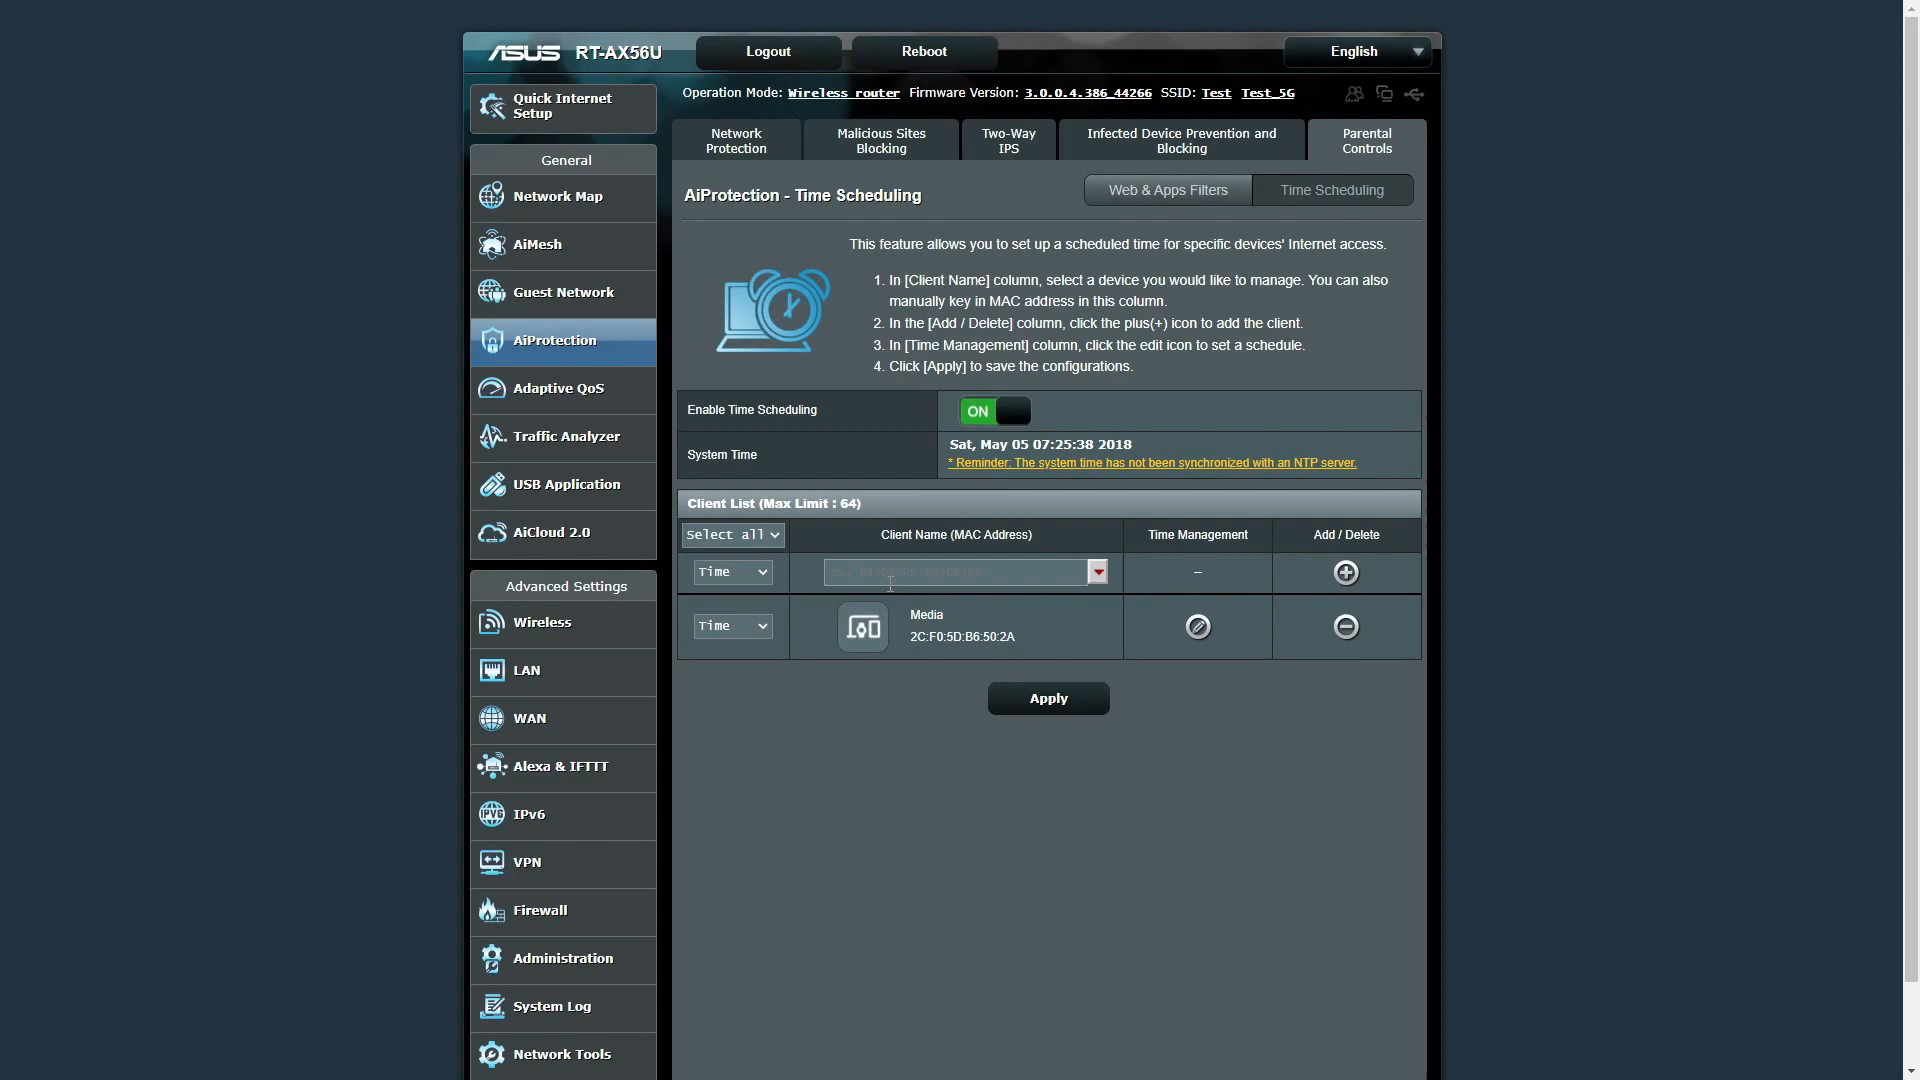 ASUS RT-AX56U Logout Reboot English
Operation Mode: Wireless router Firmware Version: 3.0.0.4.386_44266 SSID: Test Test_5G
Quick Internet
Setup
General
Network Map
AiMesh
Guest Network
AiProtection
Adaptive QoS
Traffic Analyzer
USB Application
AiCloud 2.0
Advanced Settings
Wireless
LAN
WAN
Alexa & IFTTT
IPv6
VPN
Firewall
Administration
System Log
Network Tools
Network
Protection
Malicious Sites
Blocking
Two-Way
IPS
Infected Device Prevention and
Blocking
Parental
Controls
AiProtection - Time Scheduling
Web & Apps Filters Time Scheduling
This feature allows you to set up a scheduled time for specific devices' Internet access.
1. In [Client Name] column, select a device you would like to manage. You can also
manually key in MAC address in this column.
2. In the [Add / Delete] column, click the plus(+) icon to add the client.
3. In [Time Management] column, click the edit icon to set a schedule.
4. Click [Apply] to save the configurations.
Enable Time Scheduling ON
System Time
Sat, May 05 07:25:38 2018
* Reminder: The system time has not been synchronized with an NTP server.
Client List (Max Limit : 64)
Select all Client Name (MAC Address) Time Management Add / Delete
Time –
Time
Media
2C:F0:5D:B6:50:2A
Apply